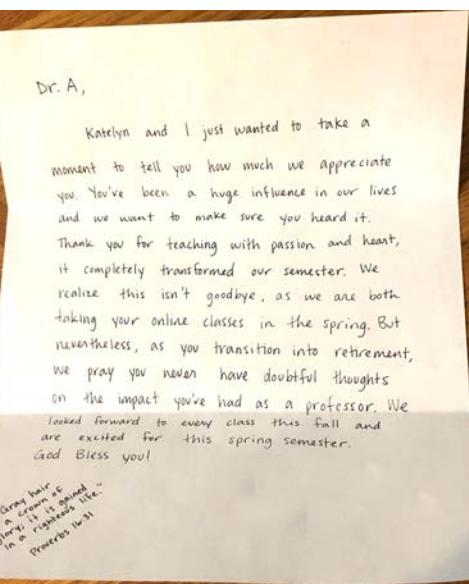 Dr. A,
Katelyn and I just wanted to take a
moment to tell you how much we appreciate
you. You've been a huge influence in our lives
and we want to make sure you heard it.
Thank you for teaching with passion and heart,
it completely transformed our semester. We
realize this isn't goodbye, as we are both
taking your online classes in the spring. But
nevertheless, as you transition into retirement,
we pray you never have doubtful thoughts
on the impact you've had as a professor. We
looked forward to every class this fall and
are excited for this spring semester.
God Bless you!
Gray hair
a crown of
glory; it is gained
in a righteous life."
Proverbs 16:31